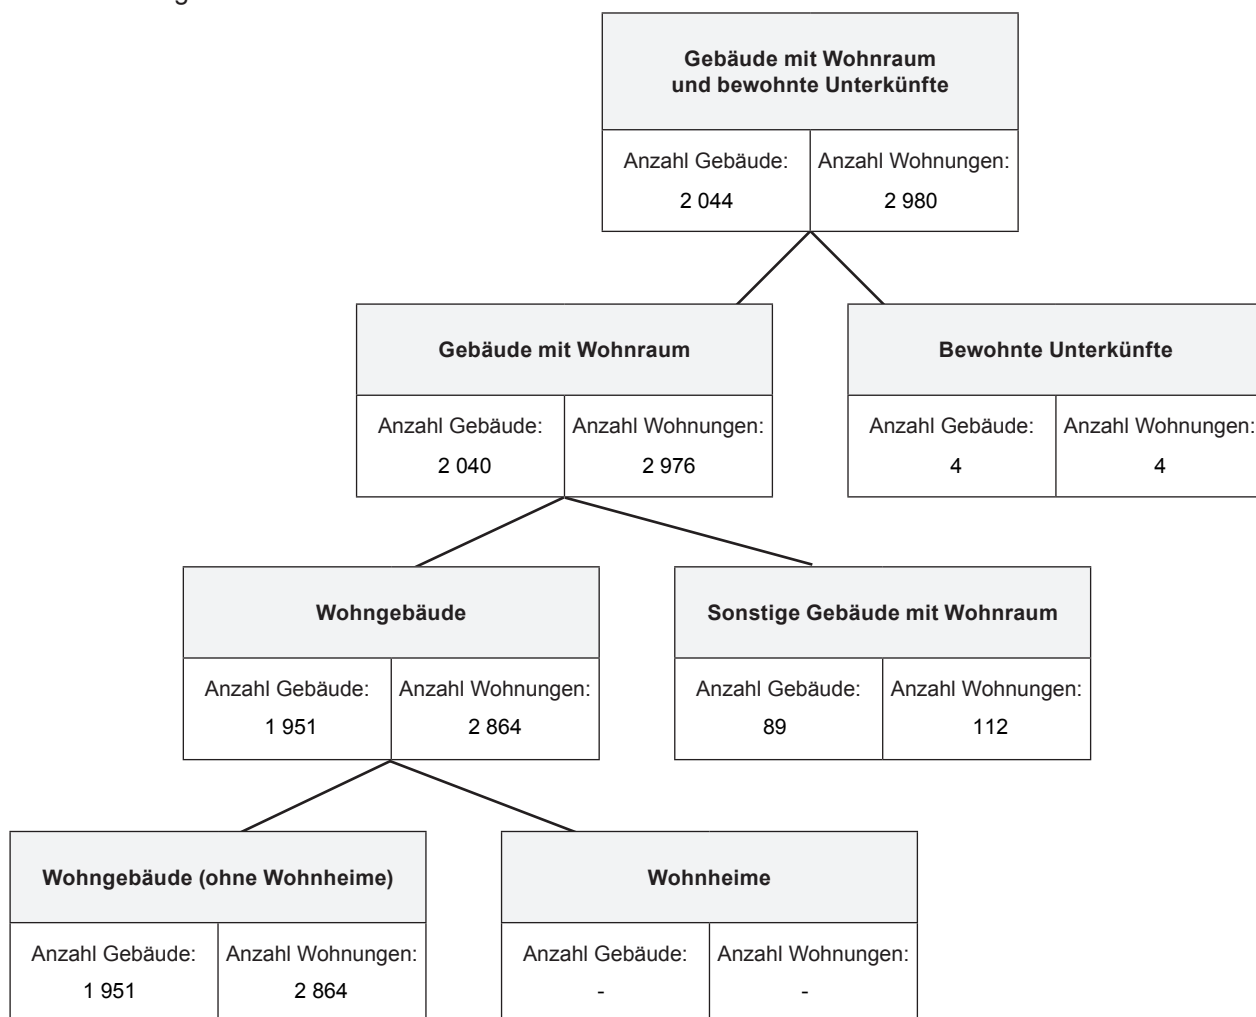 Gebäude mit Wohnraum
und bewohnte Unterkünfte
Anzahl Gebäude: Anzahl Wohnungen:
2 044 2 980
Gebäude mit Wohnraum Bewohnte Unterkünfte
Anzahl Gebäude: Anzahl Wohnungen: Anzahl Gebäude: Anzahl Wohnungen:
2 040 2 976 4 4
Wohngebäude Sonstige Gebäude mit Wohnraum
Anzahl Gebäude: Anzahl Wohnungen: Anzahl Gebäude: Anzahl Wohnungen:
1 951 2 864 89 112
Wohngebäude (ohne Wohnheime) Wohnheime
Anzahl Gebäude: Anzahl Wohnungen: Anzahl Gebäude: Anzahl Wohnungen:
1 951 2 864 - -